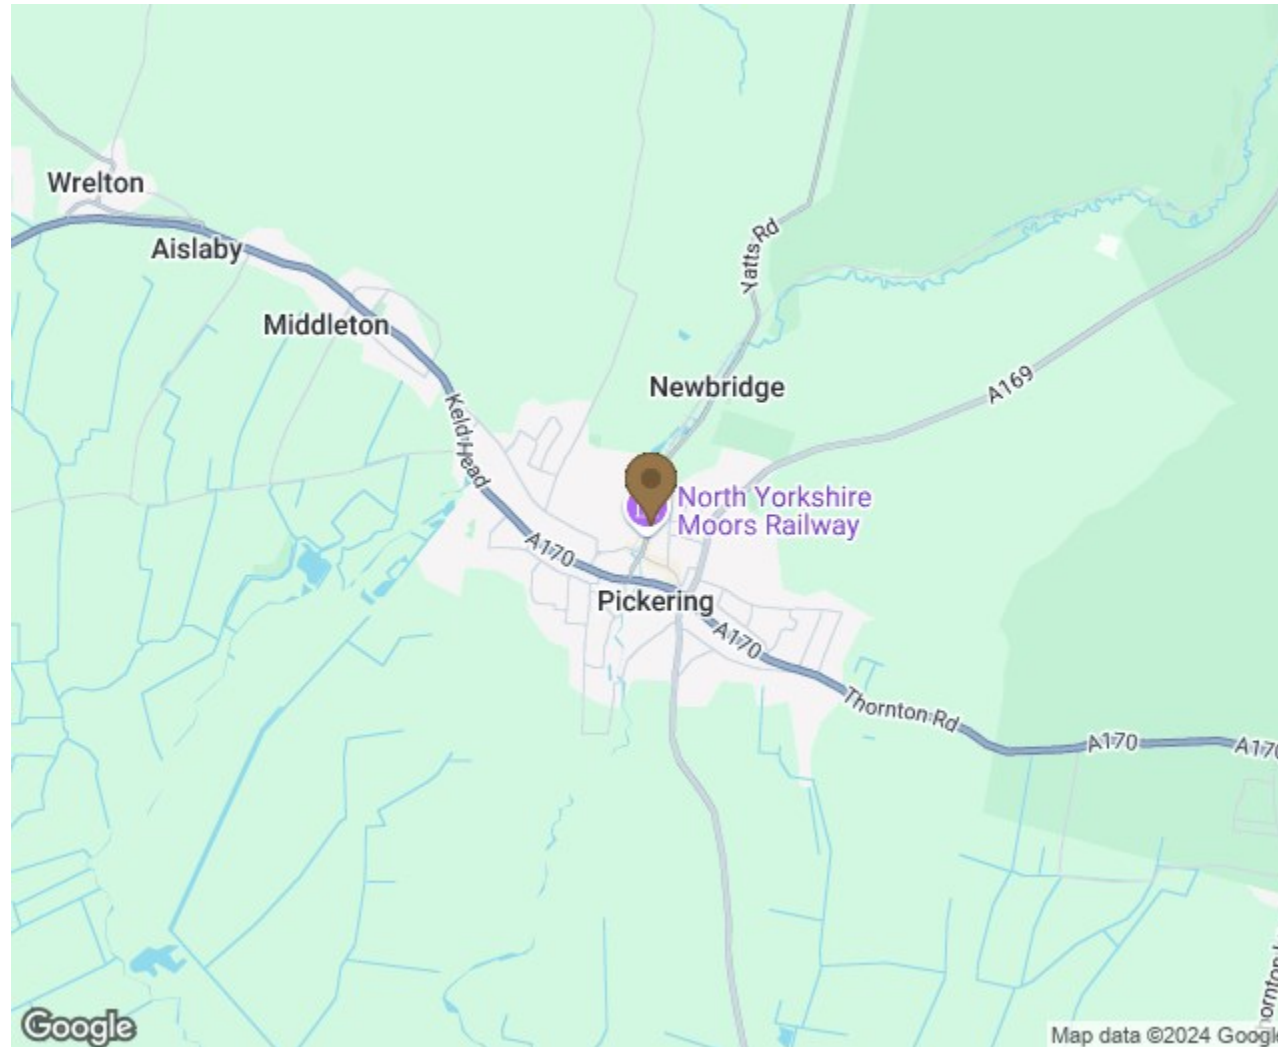 Wrelton
Aislaby
Middleton
Yatts Rd
Newbridge
A169
Keld Head
North Yorkshire
Moors Railway
A170
Pickering
A170
Thornton Rd
A170
A170
Google
Map data ©2024 Google